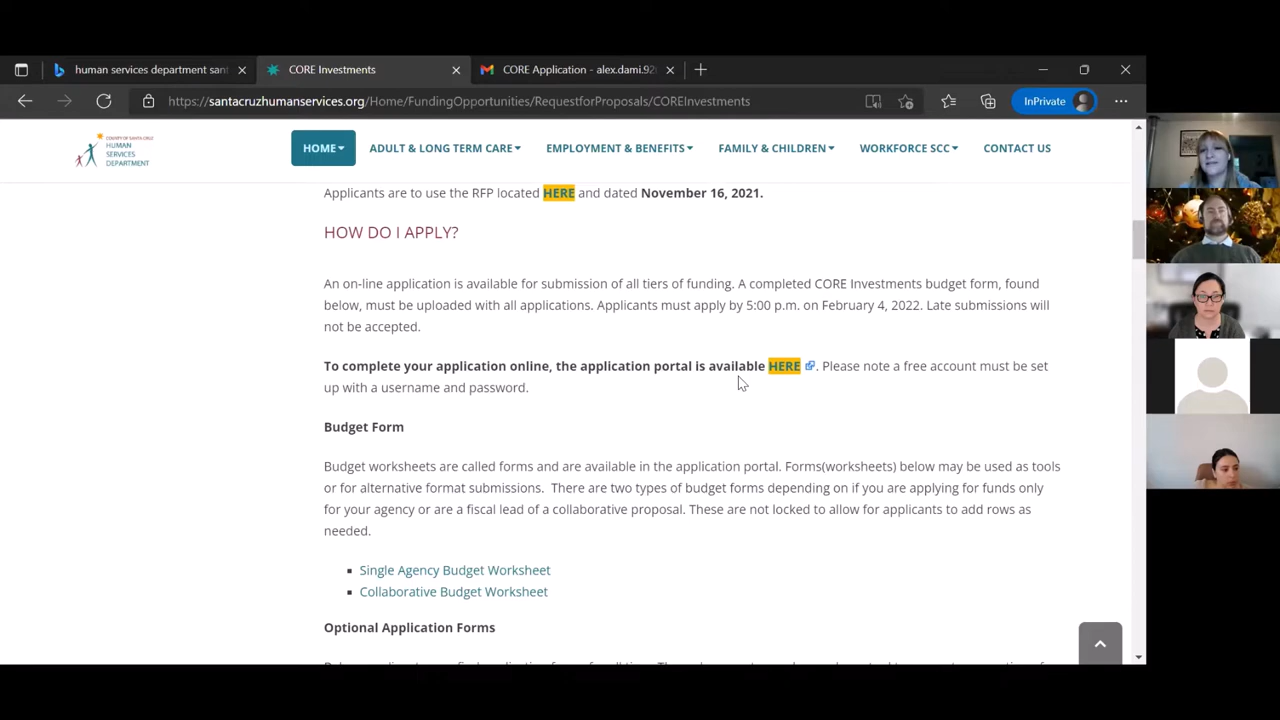 human services department sant
CORE Investments
CORE Application - alex.dami.92
https://santacruzhumanservices.org/Home/FundingOpportunities/RequestforProposals/COREInvestments
InPrivate
COUNTY OF SANTA CRUZ
HUMAN
SERVICES
DEPARTMENT
HOME
ADULT & LONG TERM CARE
EMPLOYMENT & BENEFITS
FAMILY & CHILDREN
WORKFORCE SCC
CONTACT US
Applicants are to use the RFP located HERE and dated November 16, 2021.
HOW DO I APPLY?
An on-line application is available for submission of all tiers of funding. A completed CORE Investments budget form, found
below, must be uploaded with all applications. Applicants must apply by 5:00 p.m. on February 4, 2022. Late submissions will
not be accepted.
To complete your application online, the application portal is available HERE . Please note a free account must be set
up with a username and password.
Budget Form
Budget worksheets are called forms and are available in the application portal. Forms(worksheets) below may be used as tools
or for alternative format submissions. There are two types of budget forms depending on if you are applying for funds only
for your agency or are a fiscal lead of a collaborative proposal. These are not locked to allow for applicants to add rows as
needed.
Single Agency Budget Worksheet
Collaborative Budget Worksheet
Optional Application Forms